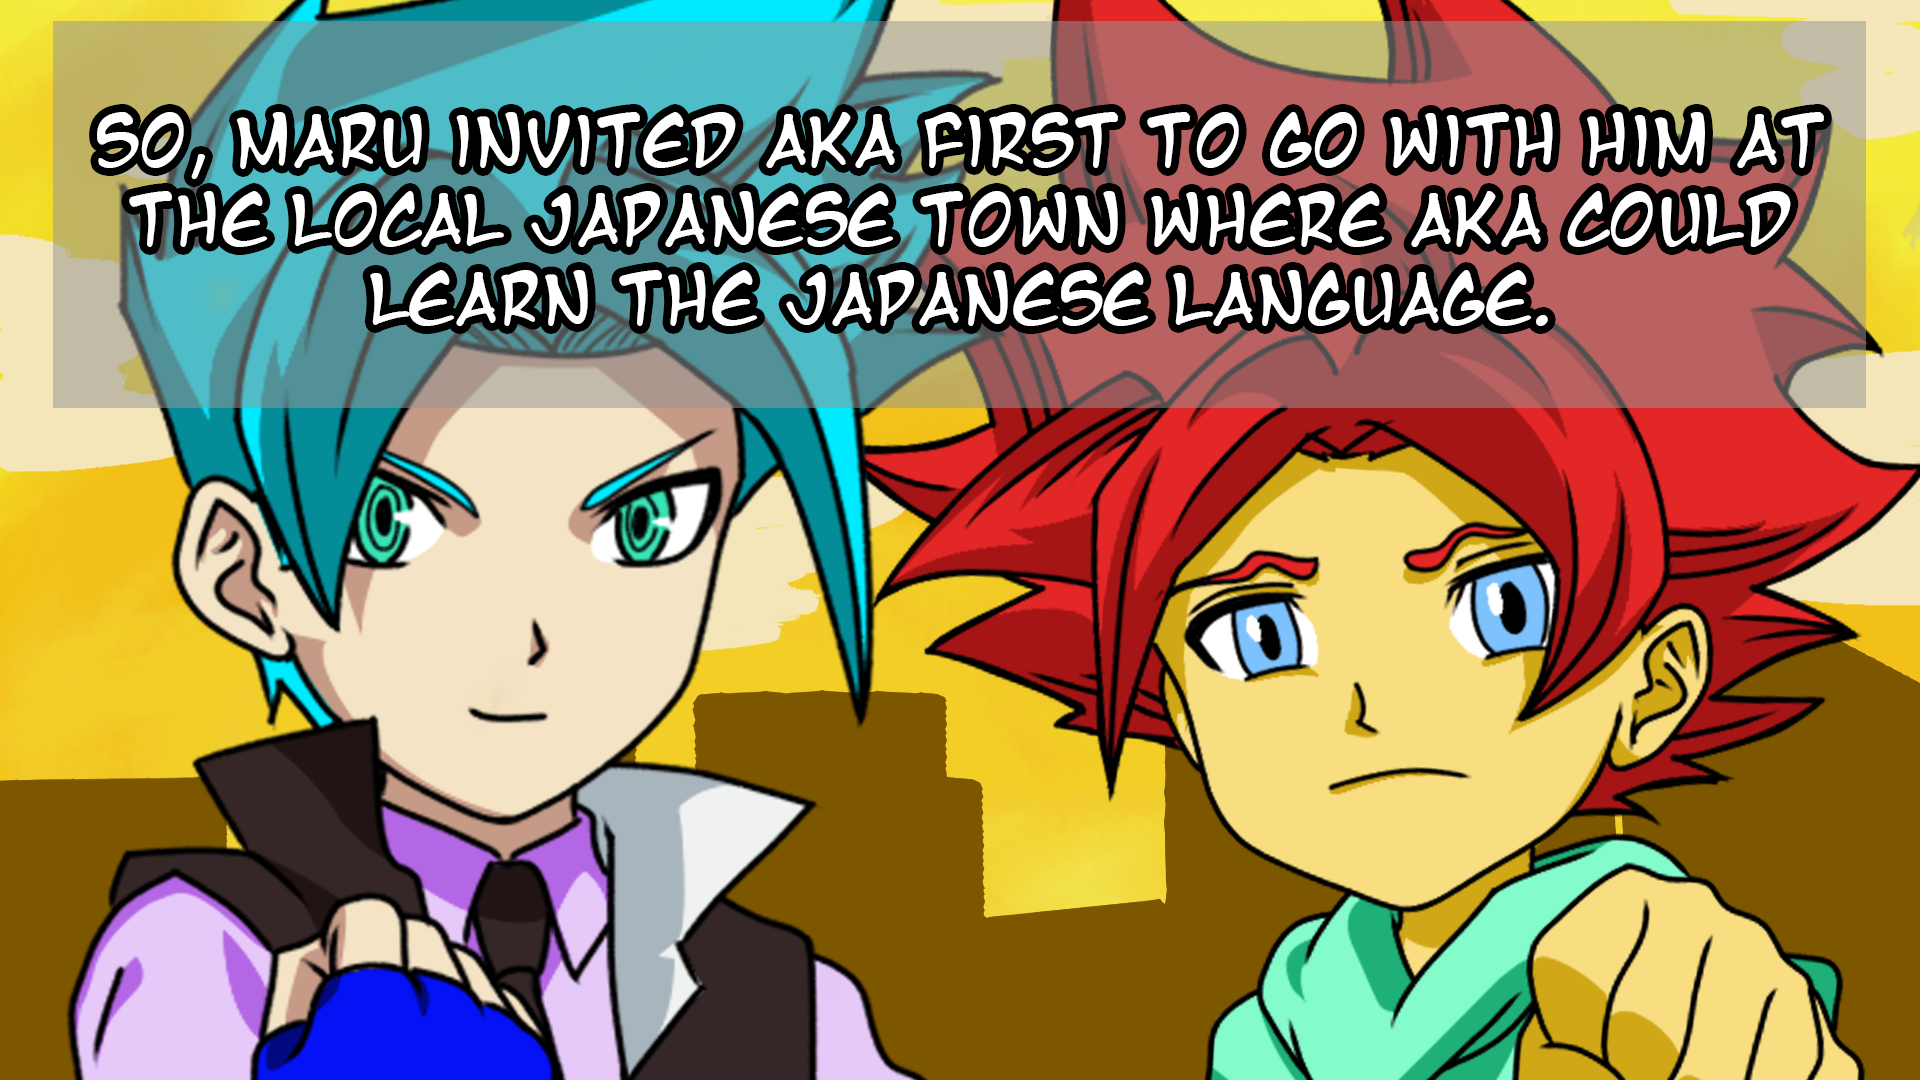 SO, MARU INVITED AKA FIRST TO GO WITH HIM AT
THE LOCAL JAPANESE TOWN WHERE AKA COULD
LEARN THE JAPANESE LANGUAGE.